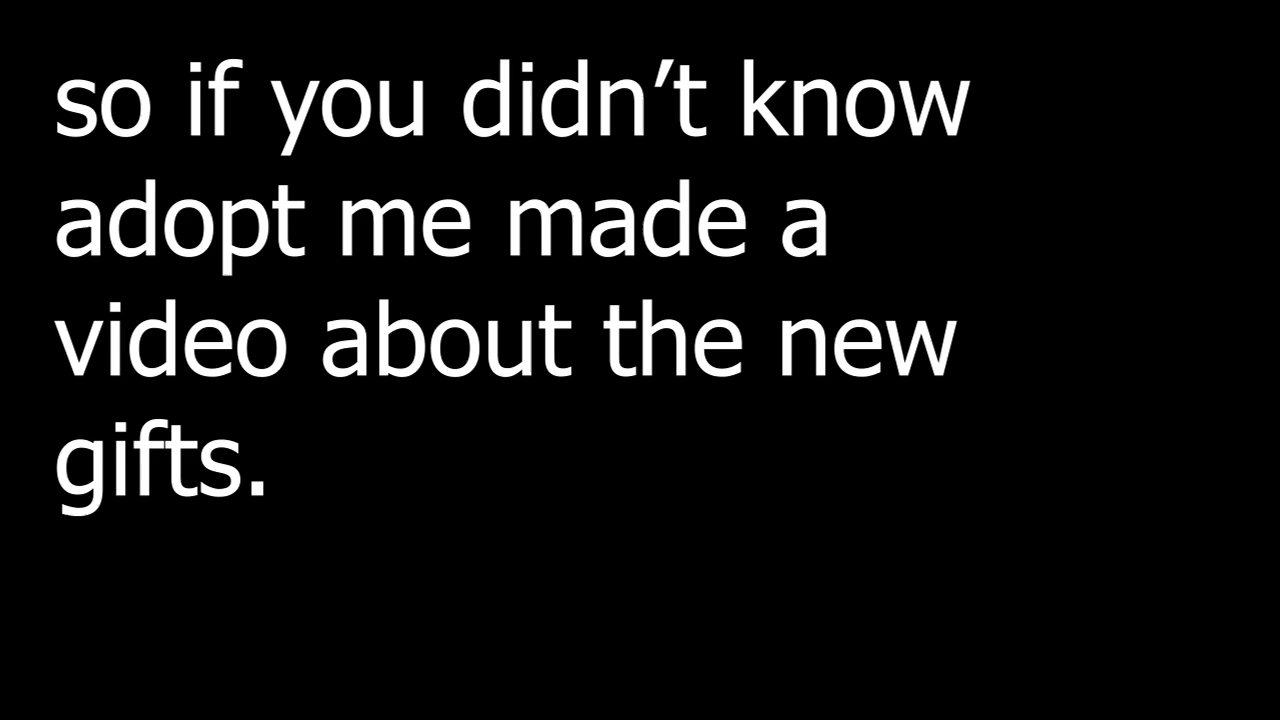 so if you didn’t know
adopt me made a
video about the new
gifts.